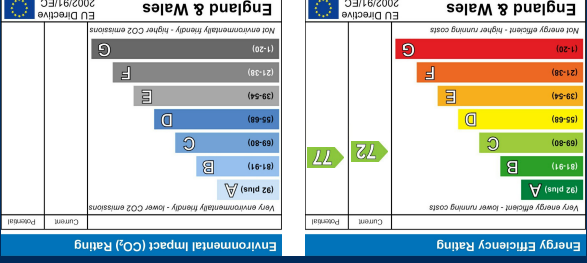 Energy Efficiency Rating
Current Potential
Very energy efficient - lower running costs
(92 plus) A
(81-91) B
(69-80) C
(55-68) D
(39-54) E
(21-38) F
(1-20) G
72
77
Not energy efficient - higher running costs
England & Wales
EU Directive
2002/91/EC
Environmental Impact (CO₂) Rating
Current Potential
Very environmentally friendly - lower CO2 emissions
(92 plus) A
(81-91) B
(69-80) C
(55-68) D
(39-54) E
(21-38) F
(1-20) G
Not environmentally friendly - higher CO2 emissions
England & Wales
EU Directive
2002/91/EC